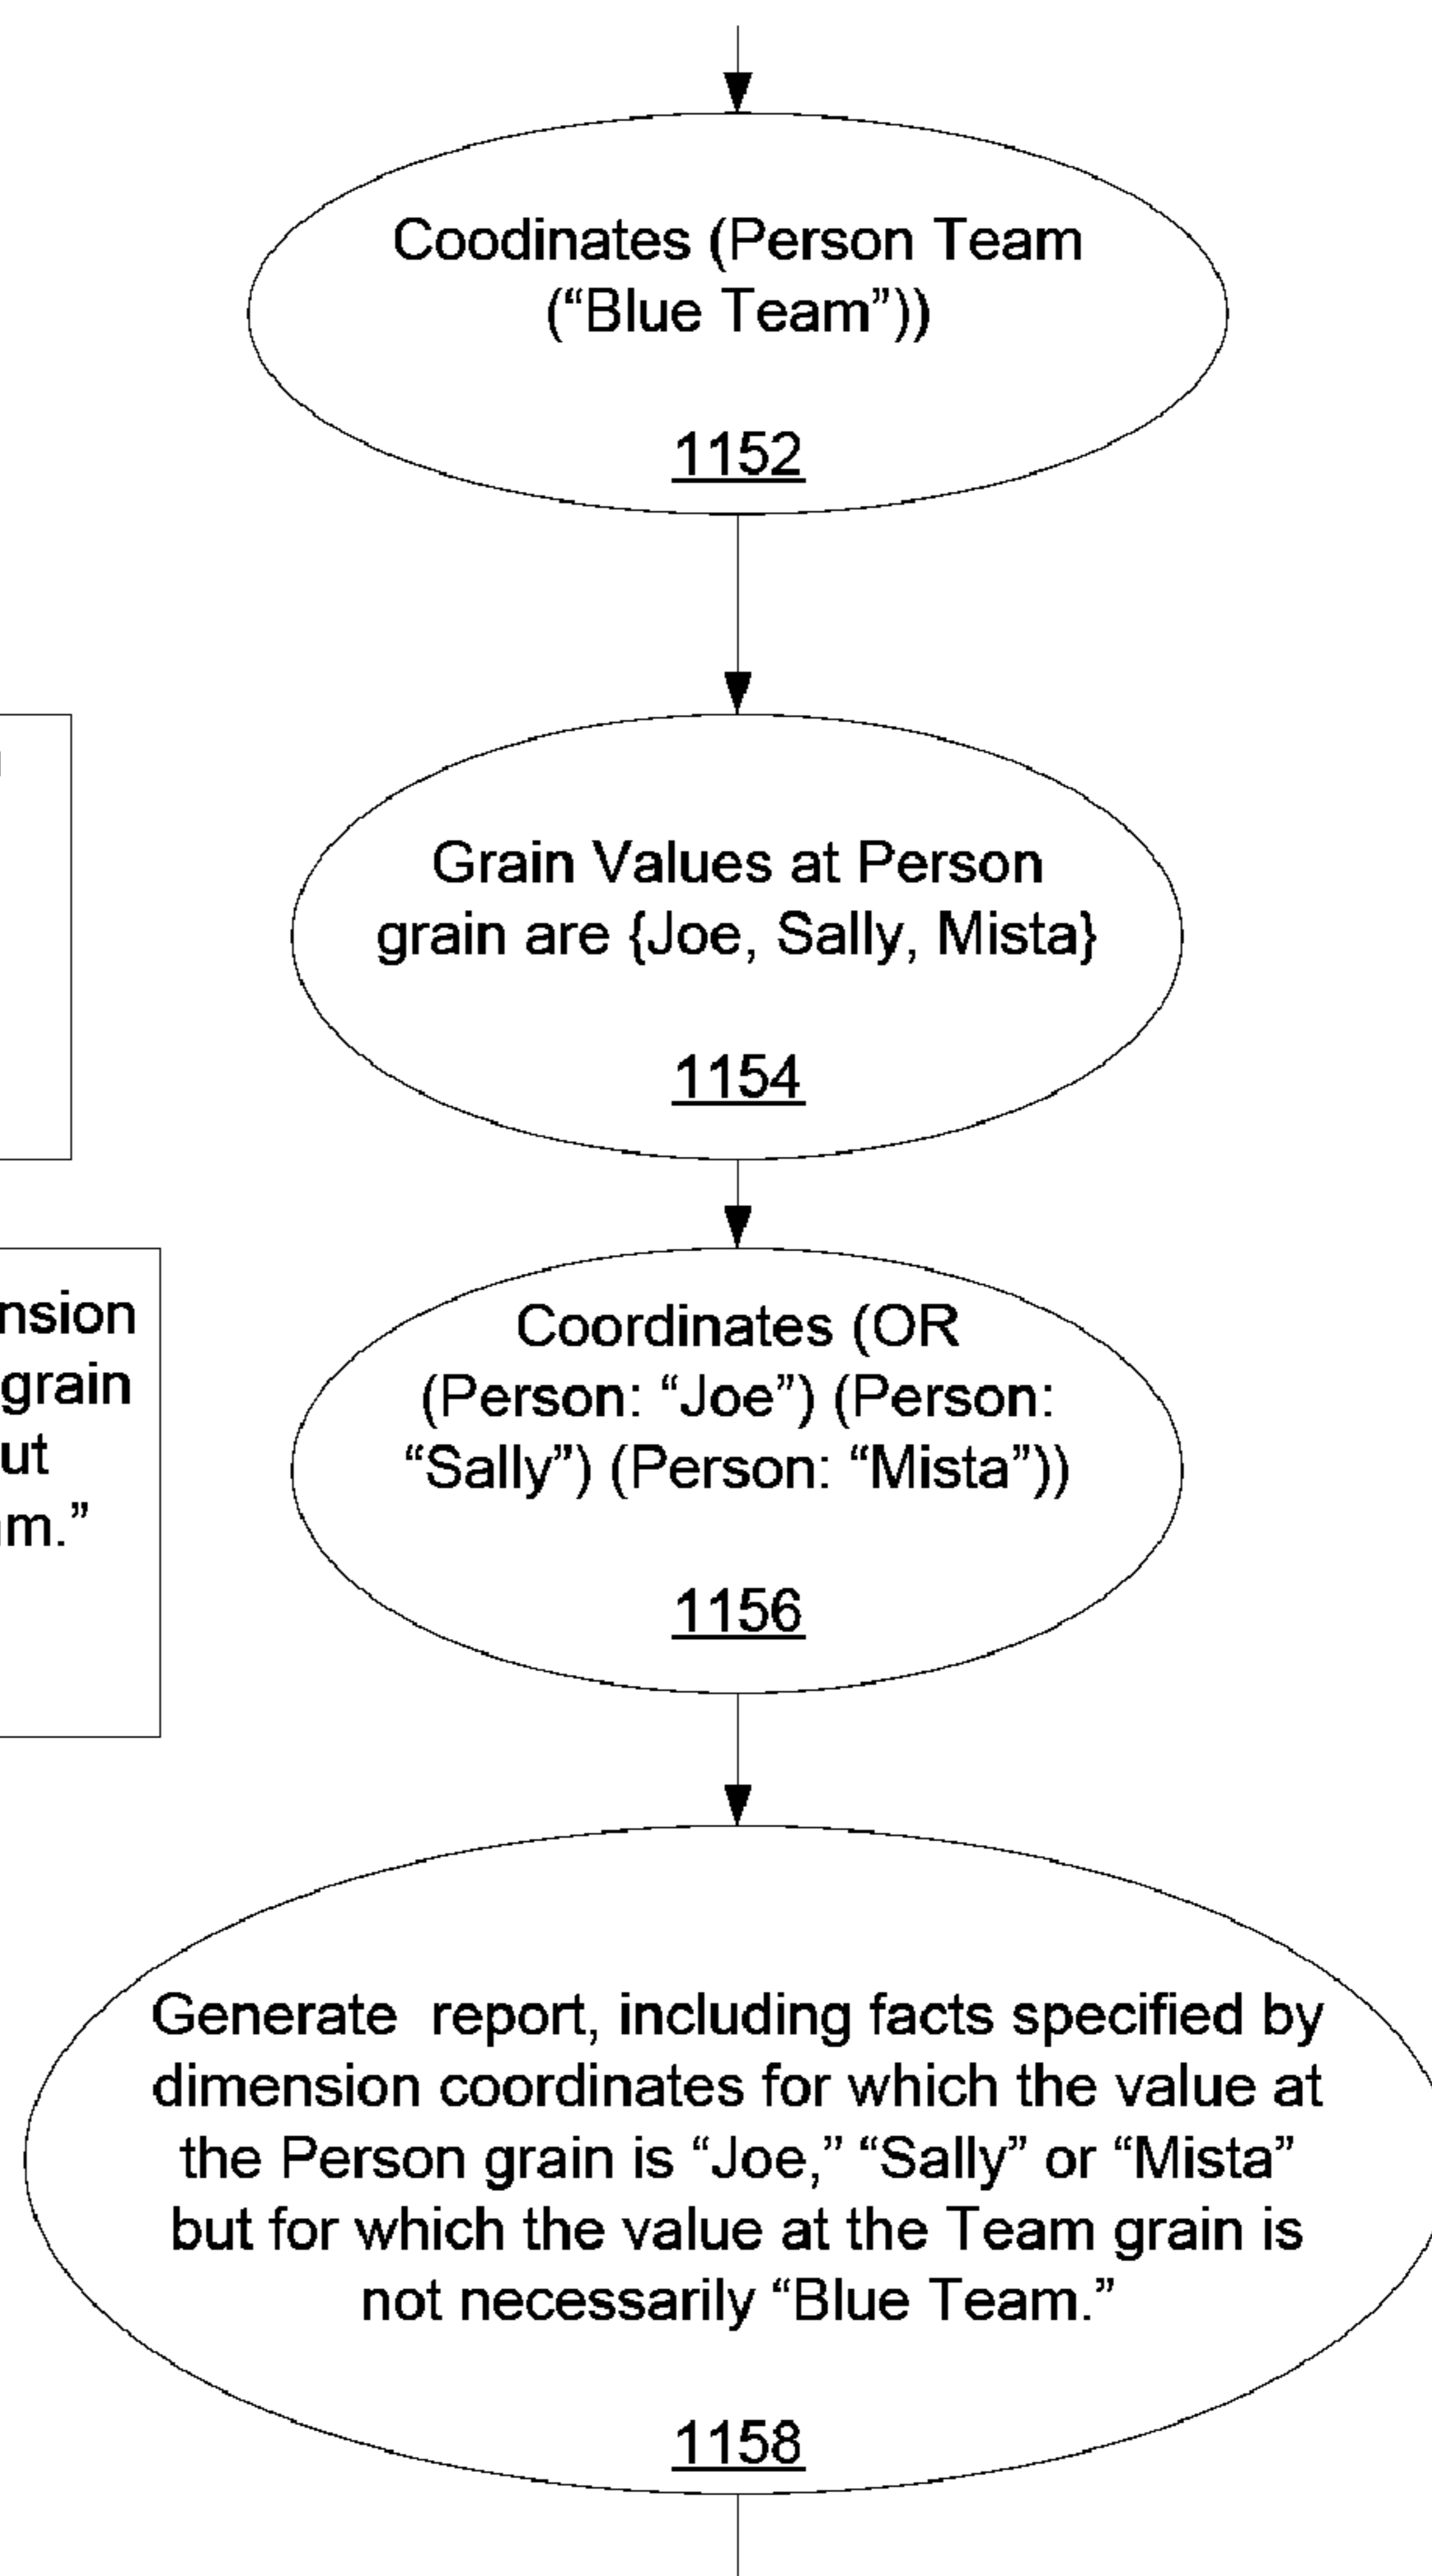 Coodinates (Person Team
(“Blue Team”))
1152
Grain Values at Person
grain are {Joe, Sally, Mista}
1154
nsion
grain
ut
m.”
Coordinates (OR
(Person: “Joe”) (Person:
“Sally”) (Person: “Mista”))
1156
Generate report, including facts specified by
dimension coordinates for which the value at
the Person grain is “Joe,” “Sally” or “Mista”
but for which the value at the Team grain is
not necessarily “Blue Team.”
1158